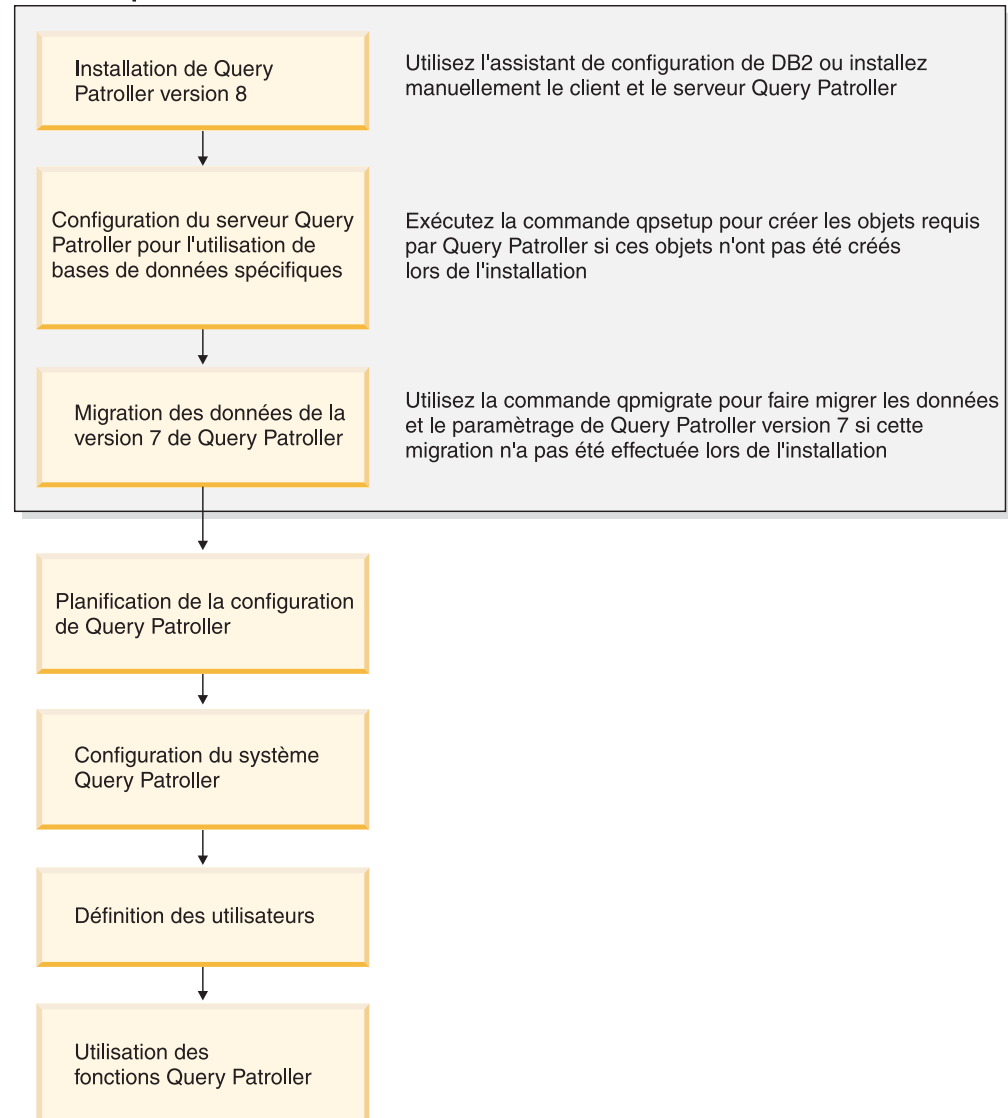 Installation de Query
Patroller version 8
Utilisez l'assistant de configuration de DB2 ou installez
manuellement le client et le serveur Query Patroller
Configuration du serveur Query
Patroller pour l'utilisation de
bases de données spécifiques
Exécutez la commande qpsetup pour créer les objets requis
par Query Patroller si ces objets n'ont pas été créés
lors de l'installation
Migration des données de la
version 7 de Query Patroller
Utilisez la commande qpmigrate pour faire migrer les données
et le paramètrage de Query Patroller version 7 si cette
migration n'a pas été effectuée lors de l'installation
Planification de la configuration
de Query Patroller
Configuration du système
Query Patroller
Définition des utilisateurs
Utilisation des
fonctions Query Patroller